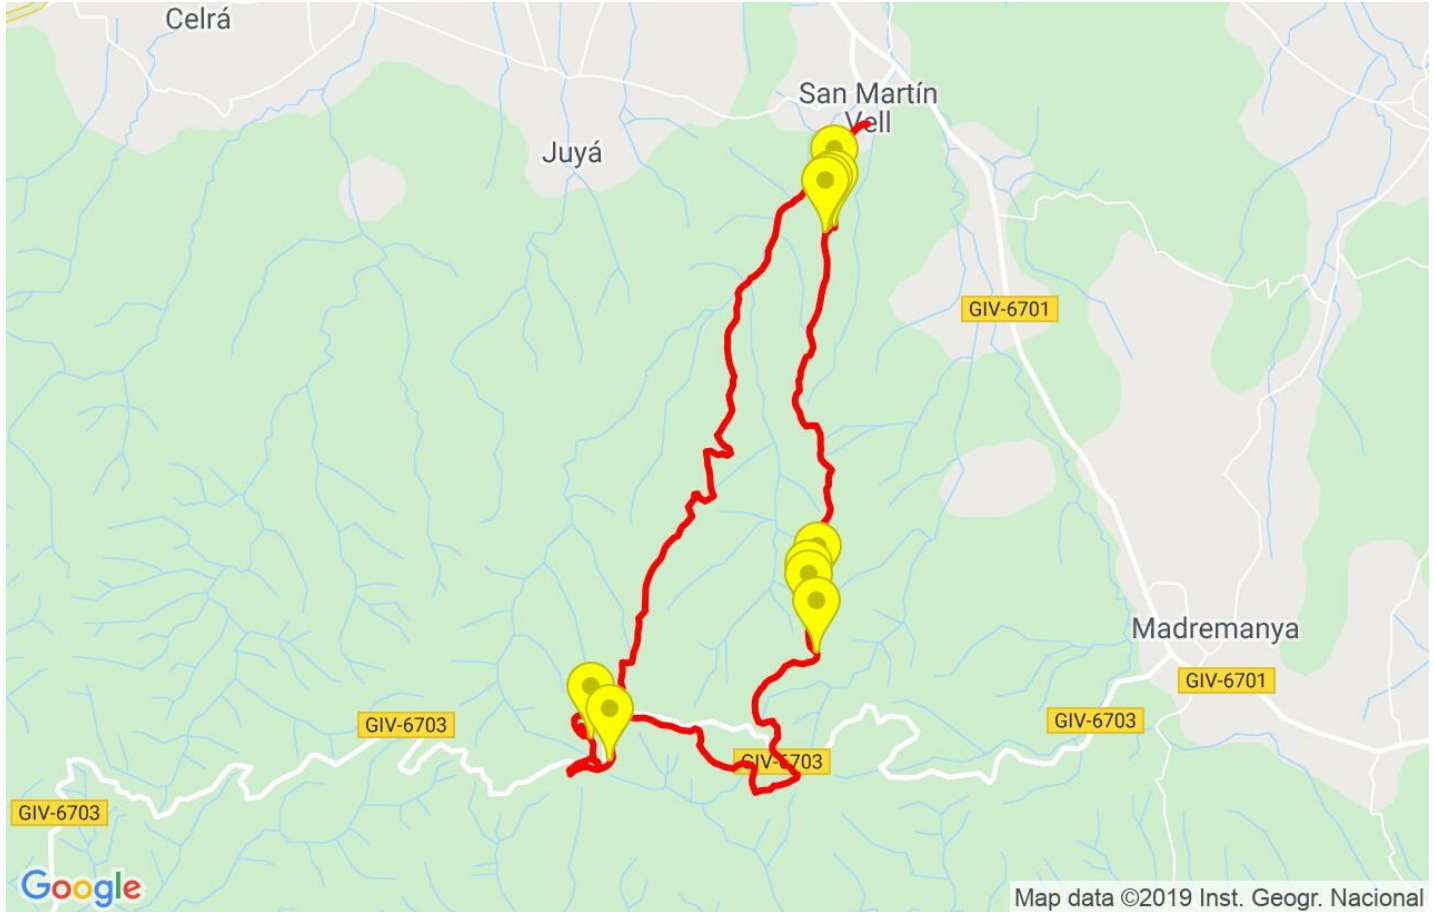 Celrá
San Martín
Vell
Juyá
GIV-6701
Madremanya
GIV-6701
GIV-6703
GIV-6703
GIV-6703
GIV-6703
Google
Map data ©2019 Inst. Geogr. Nacional